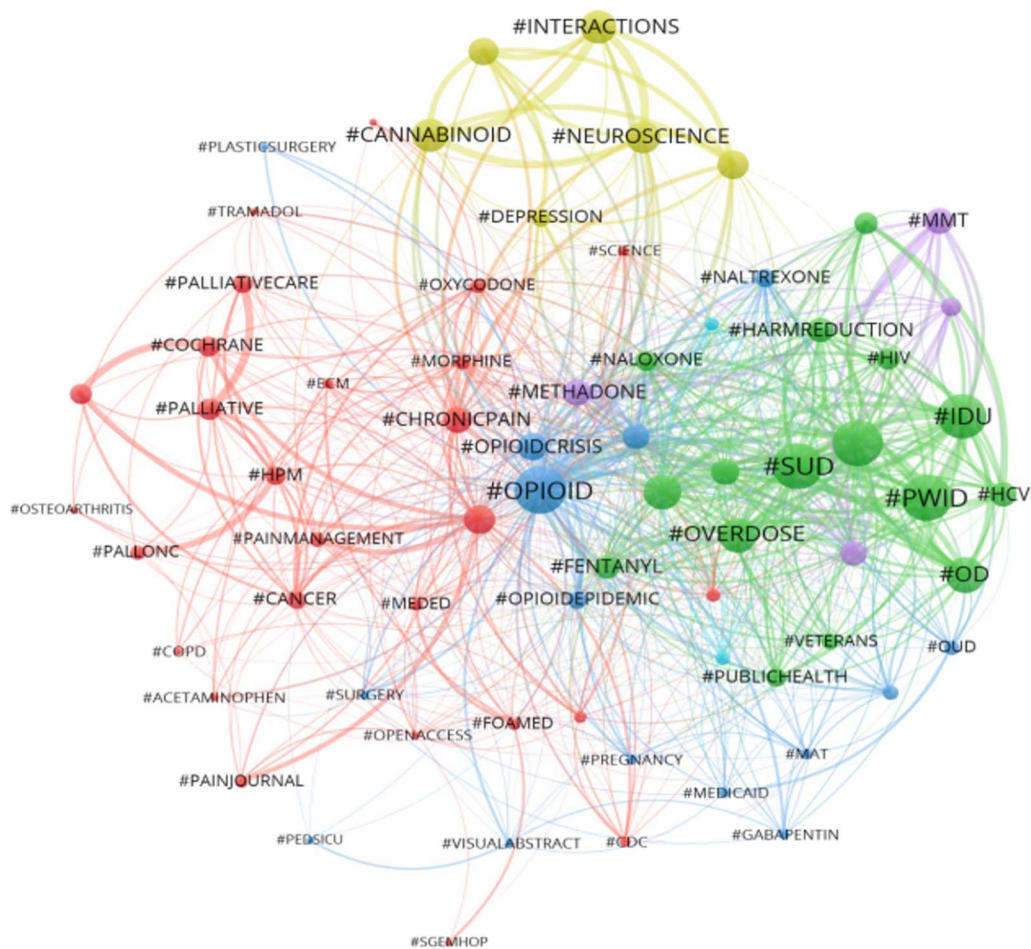 #INTERACTIONS
#CANNABINOID
#NEUROSCIENCE
#PLASTICSURGERY
#TRAMADOL
#DEPRESSION
#MMT
#SCIENCE
#PALLIATIVECARE
#OXYCODONE
#NALTREXONE
#HARMREDUCTION
#COCHRANE
#MORPHINE
#NALOXONE
#HIV
#ECM
#METHADONE
#PALLIATIVE
#CHRONICPAIN
#IDU
#OPIOIDCRISIS
#SUD
#HPM
#OPIOID
#PWID
#HCV
#OSTEOARTHRITIS
#OVERDOSE
#PAINMANAGEMENT
#PALLONC
#FENTANYL
#OD
#CANCER
#MEDED
#OPIOIDEPIDEMIC
#VETERANS
#OUD
#COPD
#PUBLICHEALTH
#ACETAMINOPHEN
#SURGERY
#FOAMED
#OPENACCESS
#PREGNANCY
#MAT
#PAINJOURNAL
#MEDICAID
#GABAPENTIN
#PEDSICU
#VISUALABSTRACT
#CDC
#SGEMHOP